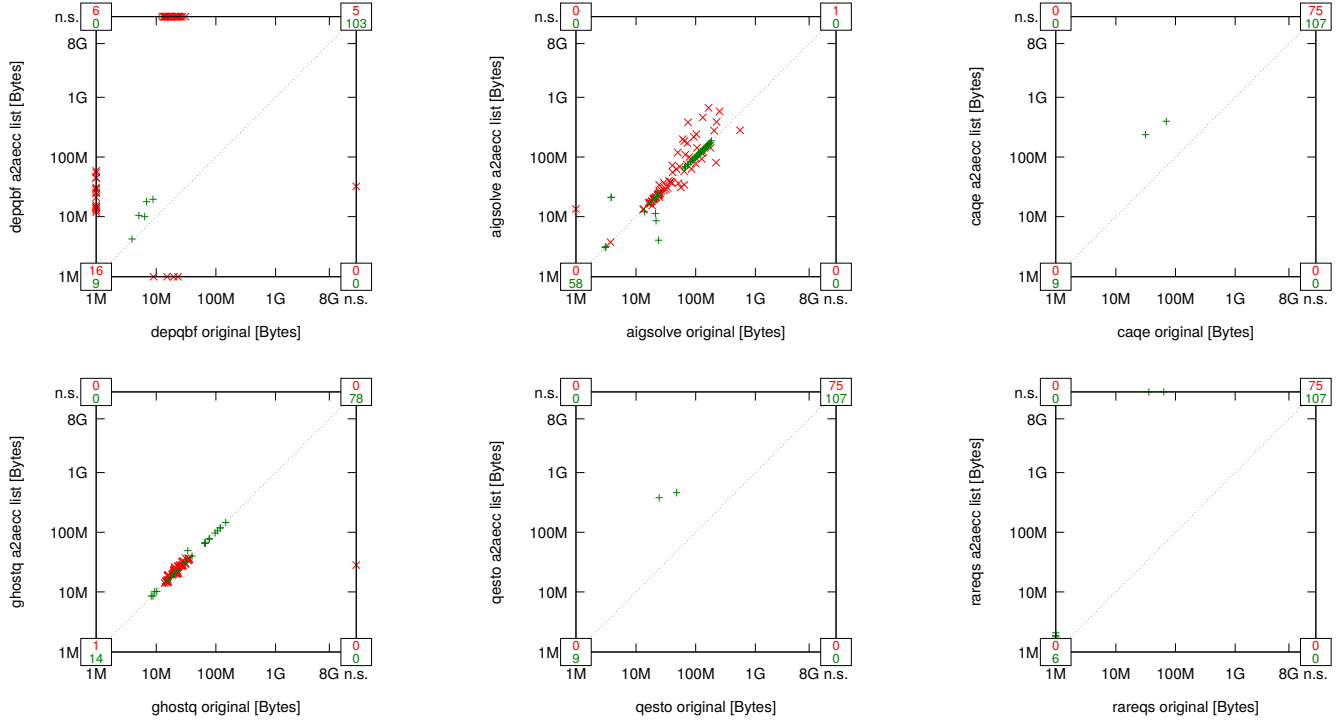 n.s.
6
0
5
103
8G
1G
100M
10M
1M
16
9
0
0
1M
10M
100M
1G
8G
n.s.
depqbf a2aecc list [Bytes]
depqbf original [Bytes]
n.s.
0
0
1
0
8G
1G
100M
10M
1M
0
58
0
0
1M
10M
100M
1G
8G
n.s.
aigsolve a2aecc list [Bytes]
aigsolve original [Bytes]
n.s.
0
0
75
107
8G
1G
100M
10M
1M
0
9
0
0
1M
10M
100M
1G
8G
n.s.
caqe a2aecc list [Bytes]
caqe original [Bytes]
n.s.
0
0
0
78
8G
1G
100M
10M
1M
1
14
0
0
1M
10M
100M
1G
8G
n.s.
ghostq a2aecc list [Bytes]
ghostq original [Bytes]
n.s.
0
0
75
107
8G
1G
100M
10M
1M
0
9
0
0
1M
10M
100M
1G
8G
n.s.
qesto a2aecc list [Bytes]
qesto original [Bytes]
n.s.
0
0
75
107
8G
1G
100M
10M
1M
0
6
0
0
1M
10M
100M
1G
8G
n.s.
rareqs a2aecc list [Bytes]
rareqs original [Bytes]